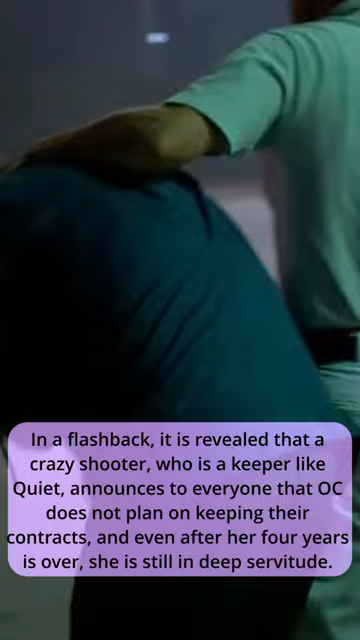 In a flashback, it is revealed that a
crazy shooter, who is a keeper like
Quiet, announces to everyone that OC
does not plan on keeping their
contracts, and even after her four years
is over, she is still in deep servitude.